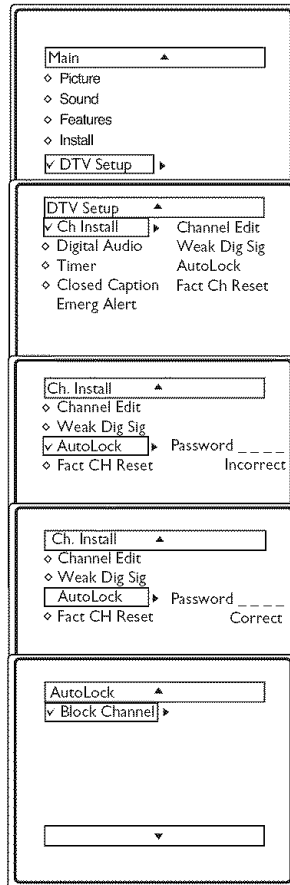 Main
Picture
Sound
Features
Install
DTV Setup
DTV Setup
Ch Install Channel Edit
Digital Audio Weak Dig Sig
Timer AutoLock
Closed Caption Fact Ch Reset
Emerg Alert
Ch. Install
Channel Edit
Weak Dig Sig
AutoLock Password _ _ _ _
Fact CH Reset Incorrect
Ch. Install
Channel Edit
Weak Dig Sig
AutoLock Password _ _ _ _
Fact CH Reset Correct
AutoLock
Block Channel